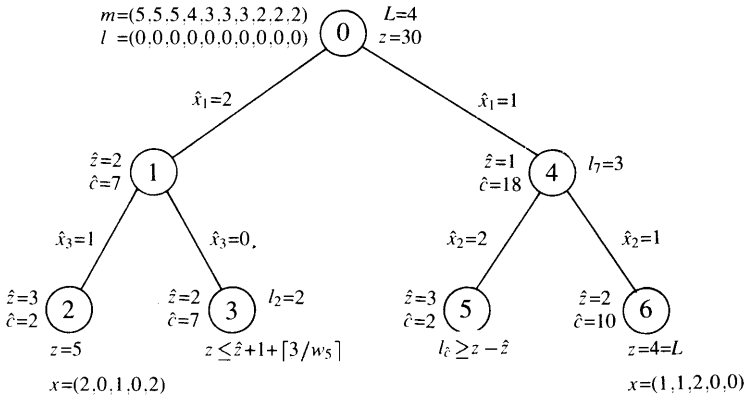 m=(5,5,5,4,3,3,3,2,2,2)
l =(0,0,0,0,0,0,0,0,0,0)
0
L=4
z=30
x̂₁=2
x̂₁=1
ẑ=2
ĉ=7
1
ẑ=1
ĉ=18
4
l₇=3
x̂₃=1
x̂₃=0
x̂₂=2
x̂₂=1
ẑ=3
ĉ=2
2
ẑ=2
ĉ=7
3
l₂=2
ẑ=3
ĉ=2
5
ẑ=2
ĉ=10
6
z=5
z≤ẑ+1+⌈3/w₅⌉
l_ĉ≥z−ẑ
z=4=L
x=(2,0,1,0,2)
x=(1,1,2,0,0)